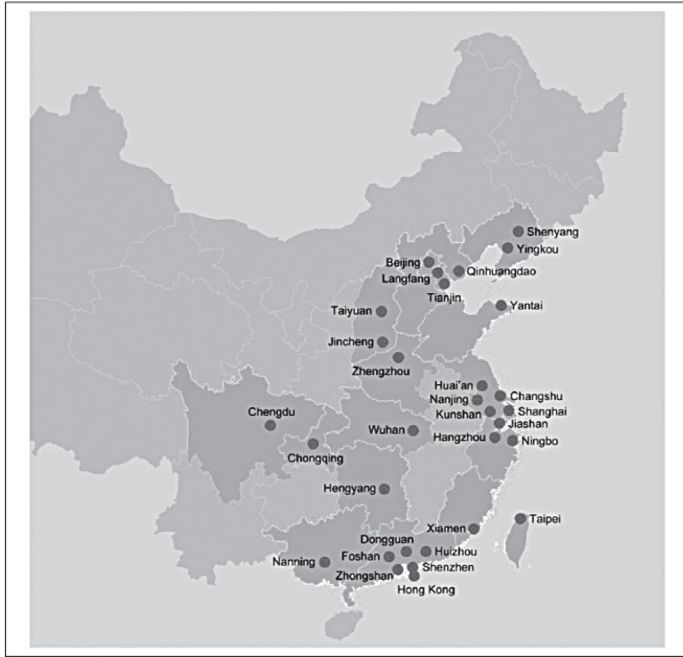 Shenyang
Yingkou
Beijing
Langfang
Qinhuangdao
Tianjin
Yantai
Taiyuan
Jincheng
Zhengzhou
Huai'an
Changshu
Nanjing
Kunshan
Shanghai
Jiashan
Chengdu
Wuhan
Hangzhou
Ningbo
Chongqing
Hengyang
Xiamen
Taipei
Dongguan
Foshan
Huizhou
Nanning
Shenzhen
Zhongshan
Hong Kong